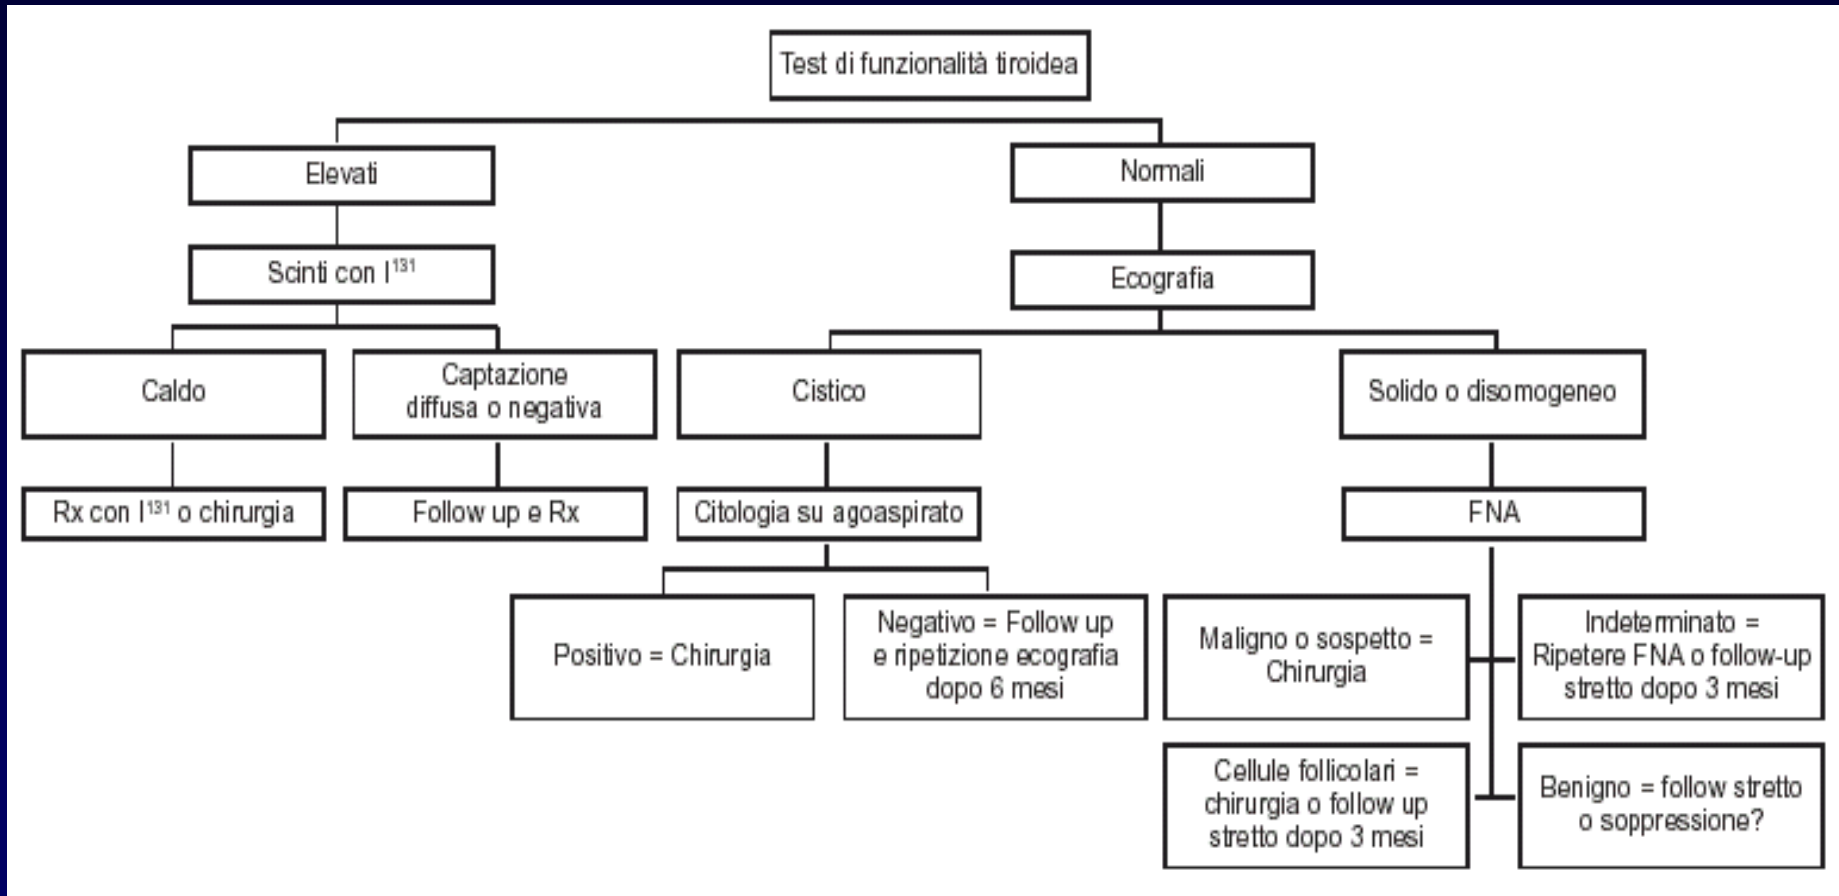 Test di funzionalità tiroidea
Elevati
Normali
Scinti con I¹³¹
Ecografia
Caldo
Captazione
diffusa o negativa
Cistico
Solido o disomogeneo
Rx con I¹³¹ o chirurgia
Follow up e Rx
Citologia su agoaspirato
FNA
Positivo = Chirurgia
Negativo = Follow up
e ripetizione ecografia
dopo 6 mesi
Maligno o sospetto =
Chirurgia
Indeterminato =
Ripetere FNA o follow-up
stretto dopo 3 mesi
Cellule follicolari =
chirurgia o follow up
stretto dopo 3 mesi
Benigno = follow stretto
o soppressione?